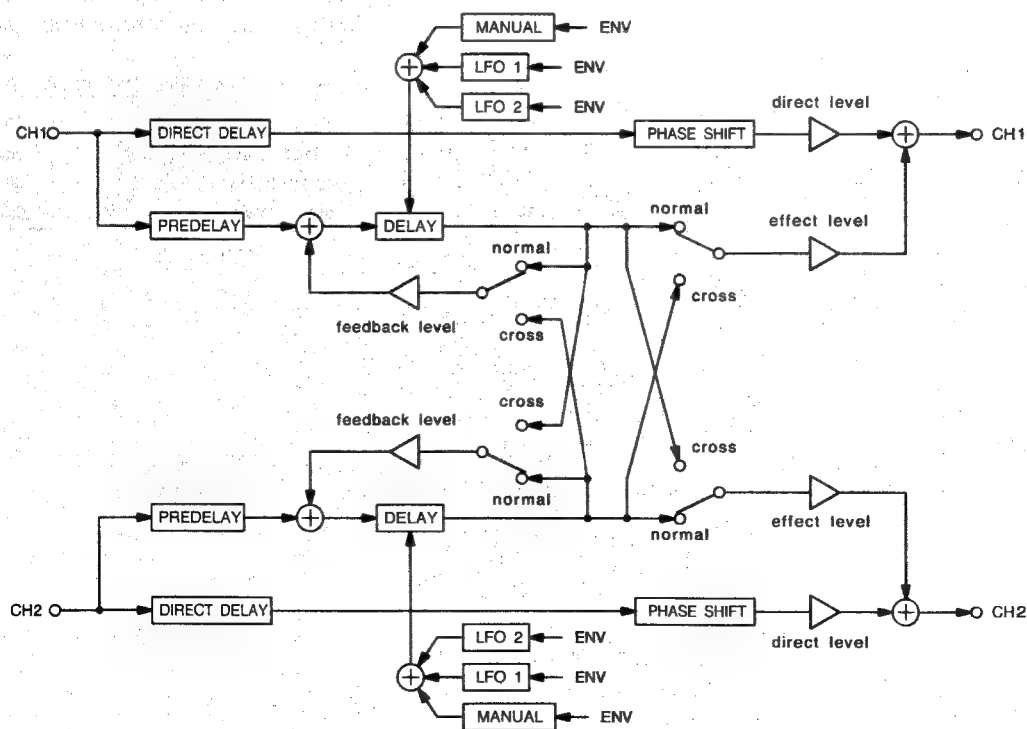 MANUAL ENV
LFO 1 ENV
LFO 2 ENV
direct level
CH1 DIRECT DELAY PHASE SHIFT CH1
normal
PREDELAY DELAY effect level
normal
feedback level cross
cross
cross
feedback level cross
normal
PREDELAY DELAY effect level
normal
CH2 DIRECT DELAY PHASE SHIFT CH2
direct level
LFO 2 ENV
LFO 1 ENV
MANUAL ENV